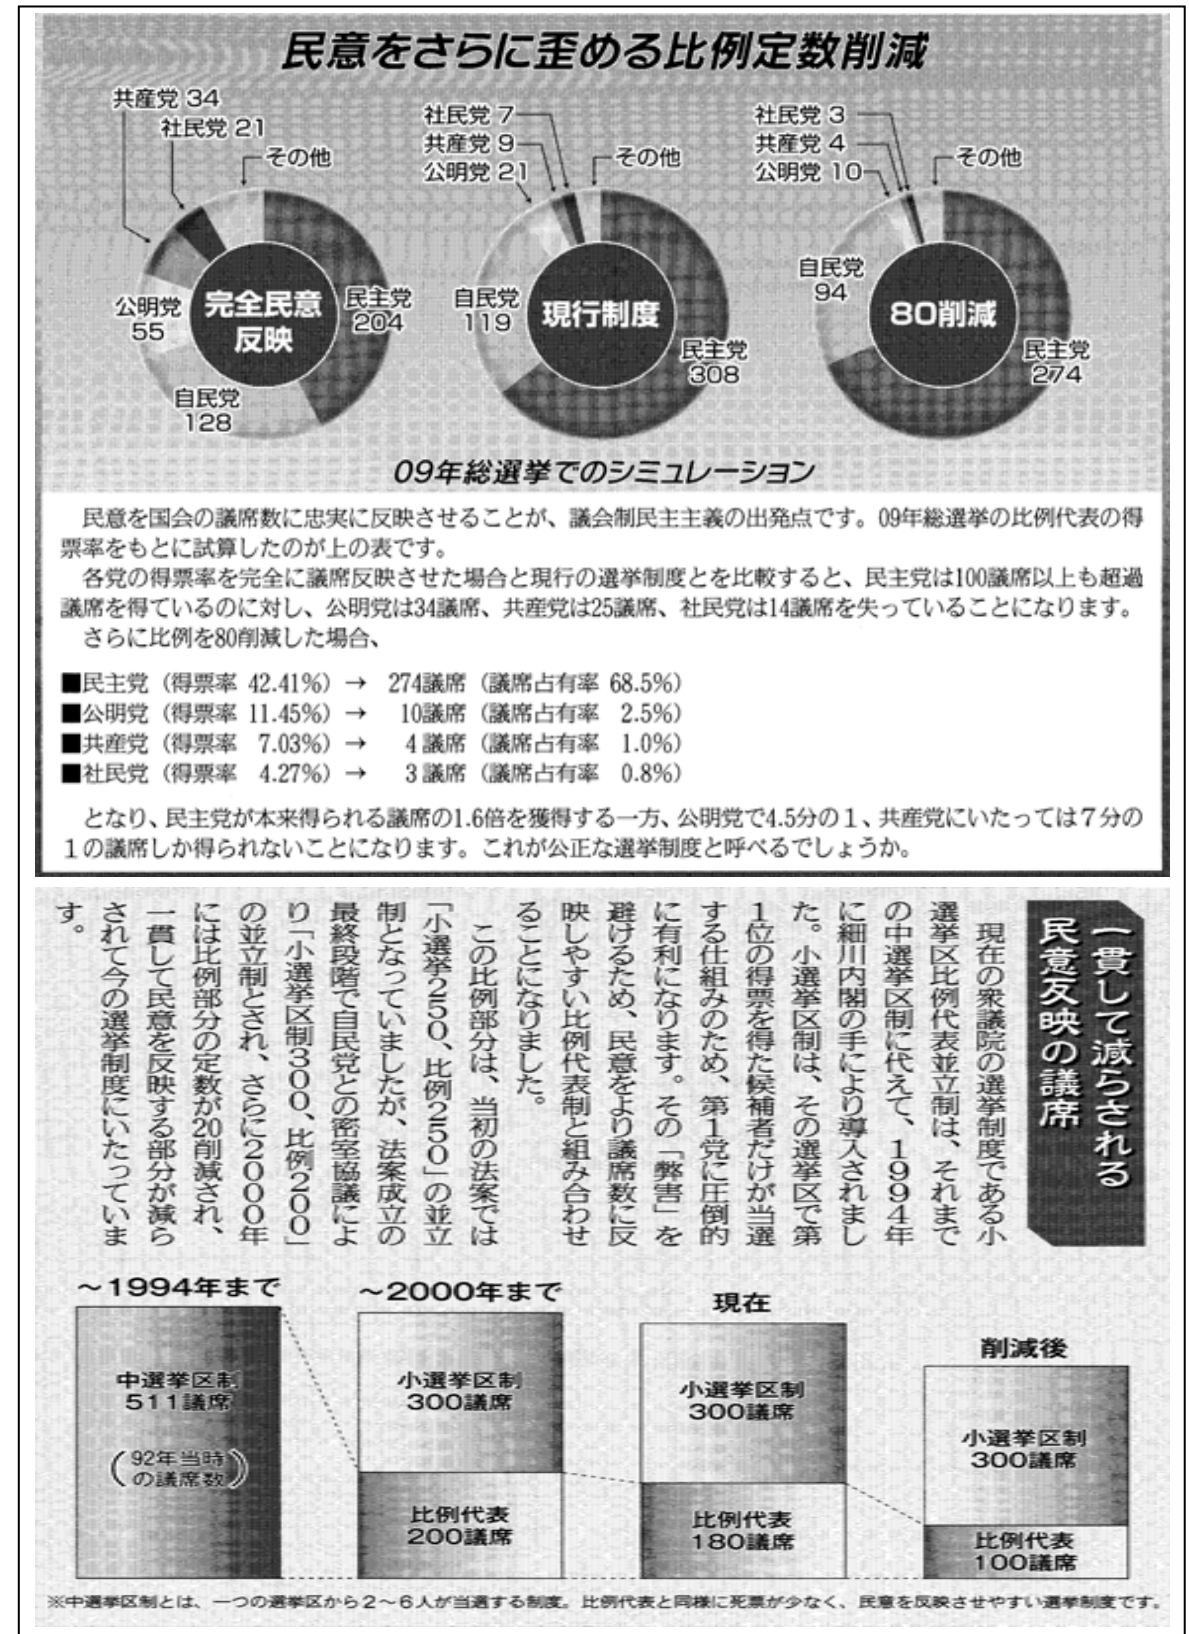 民意をさらに歪める比例定数削減
共産党 34
社民党 21
その他
公明党
55
完全民意
反映
民主党
204
自民党
128
社民党 7
共産党 9
公明党 21
その他
自民党
119
現行制度
民主党
308
社民党 3
共産党 4
公明党 10
その他
自民党
94
80削減
民主党
274
09年総選挙でのシミュレーション
民意を国会の議席数に忠実に反映させることが、議会制民主主義の出発点です。09年総選挙の比例代表の得
票率をもとに試算したのが上の表です。
各党の得票率を完全に議席反映させた場合と現行の選挙制度とを比較すると、民主党は100議席以上も超過
議席を得ているのに対し、公明党は34議席、共産党は25議席、社民党は14議席を失っていることになります。
さらに比例を80削減した場合、
■民主党（得票率 42.41%）→ 274議席（議席占有率 68.5%）
■公明党（得票率 11.45%）→ 10議席（議席占有率 2.5%）
■共産党（得票率 7.03%）→ 4議席（議席占有率 1.0%）
■社民党（得票率 4.27%）→ 3議席（議席占有率 0.8%）
となり、民主党が本来得られる議席の1.6倍を獲得する一方、公明党で4.5分の１、共産党にいたっては７分の
１の議席しか得られないことになります。これが公正な選挙制度と呼べるでしょうか。
一貫して減らされる
民意反映の議席
現在の衆議院の選挙制度である小
選挙区比例代表並立制は、それまで
の中選挙区制に代えて、１９９４年
に細川内閣の手により導入されまし
た。小選挙区制は、その選挙区で第
１位の得票を得た候補者だけが当選
する仕組みのため、第１党に圧倒的
に有利になります。その「弊害」を
避けるため、民意をより議席数に反
映しやすい比例代表制と組み合わせ
ることになりました。
この比例部分は、当初の法案では
「小選挙２５０、比例２５０」の並立
制となっていましたが、法案成立の
最終段階で自民党との密室協議によ
り「小選挙区制３００、比例２００」
の並立制とされ、さらに２０００年
には比例部分の定数が20削減され、
一貫して民意を反映する部分が減ら
されて今の選挙制度にいたっていま
す。
～1994年まで
中選挙区制
511議席
（92年当時
の議席数）
～2000年まで
小選挙区制
300議席
比例代表
200議席
現在
小選挙区制
300議席
比例代表
180議席
削減後
小選挙区制
300議席
比例代表
100議席
※中選挙区制とは、一つの選挙区から２～６人が当選する制度。比例代表と同様に死票が少なく、民意を反映させやすい選挙制度です。